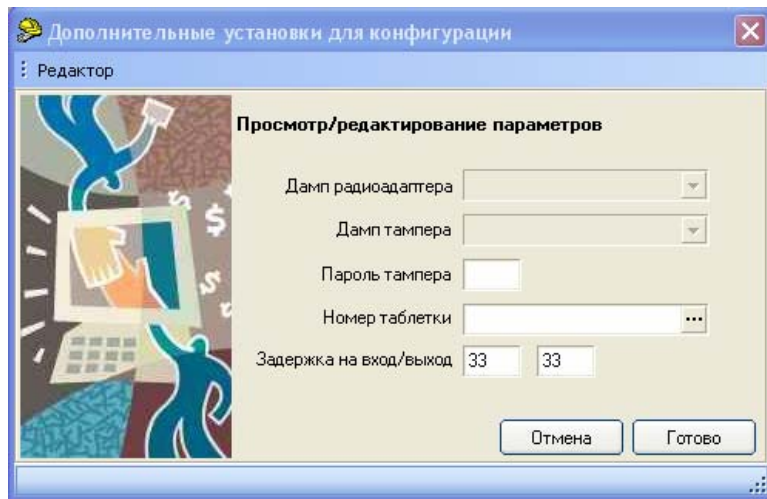 Дополнительные установки для конфигурации
Редактор
Просмотр/редактирование параметров
Дамп радиоадаптера
Дамп тампера
Пароль тампера
Номер таблетки ...
Задержка на вход/выход 33 33
Отмена Готово